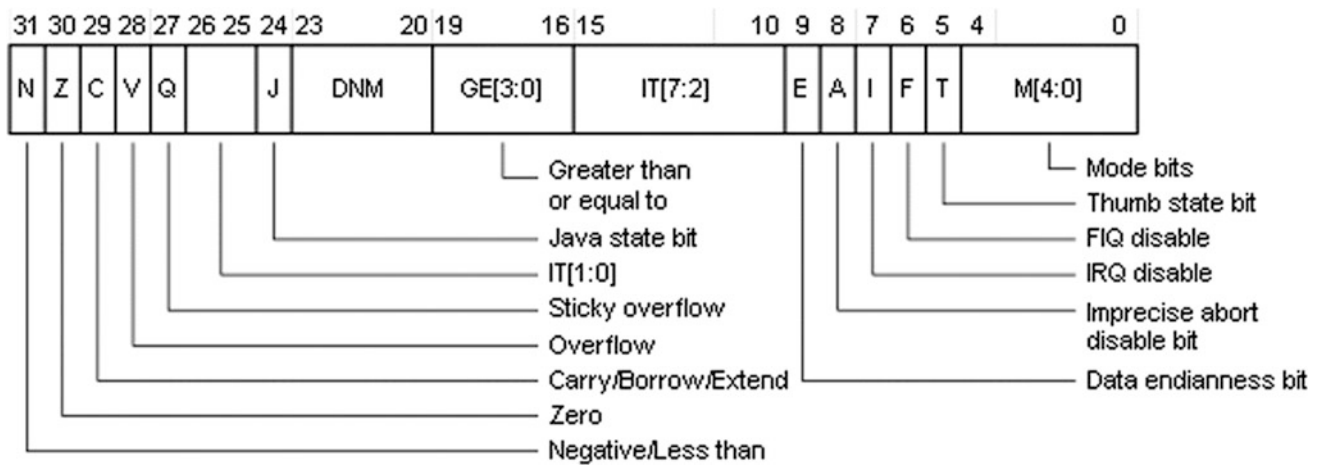 31 30 29 28 27 26 25 24 23 20 19 16 15 10 9 8 7 6 5 4 0
N Z C V Q J DNM GE[3:0] IT[7:2] E A I F T M[4:0]
Greater than
or equal to
Java state bit
IT[1:0]
Sticky overflow
Overflow
Carry/Borrow/Extend
Zero
Negative/Less than
Mode bits
Thumb state bit
FIQ disable
IRQ disable
Imprecise abort
disable bit
Data endianness bit